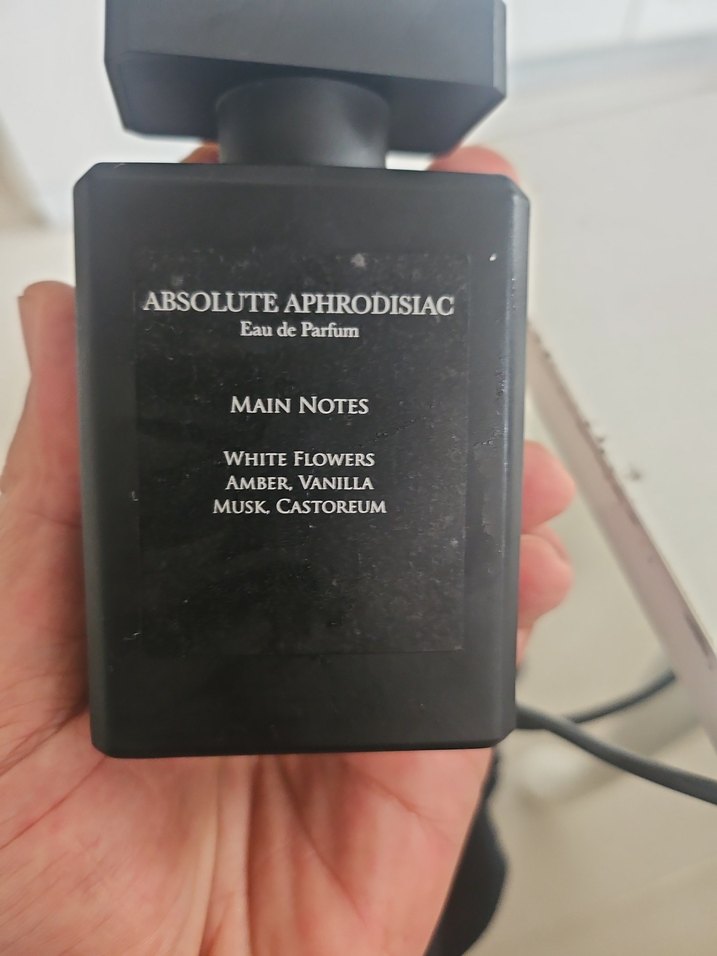 ABSOLUTE APHRODISIAC
Eau de Parfum
MAIN NOTES
WHITE FLOWERS
AMBER, VANILLA
MUSK, CASTOREUM